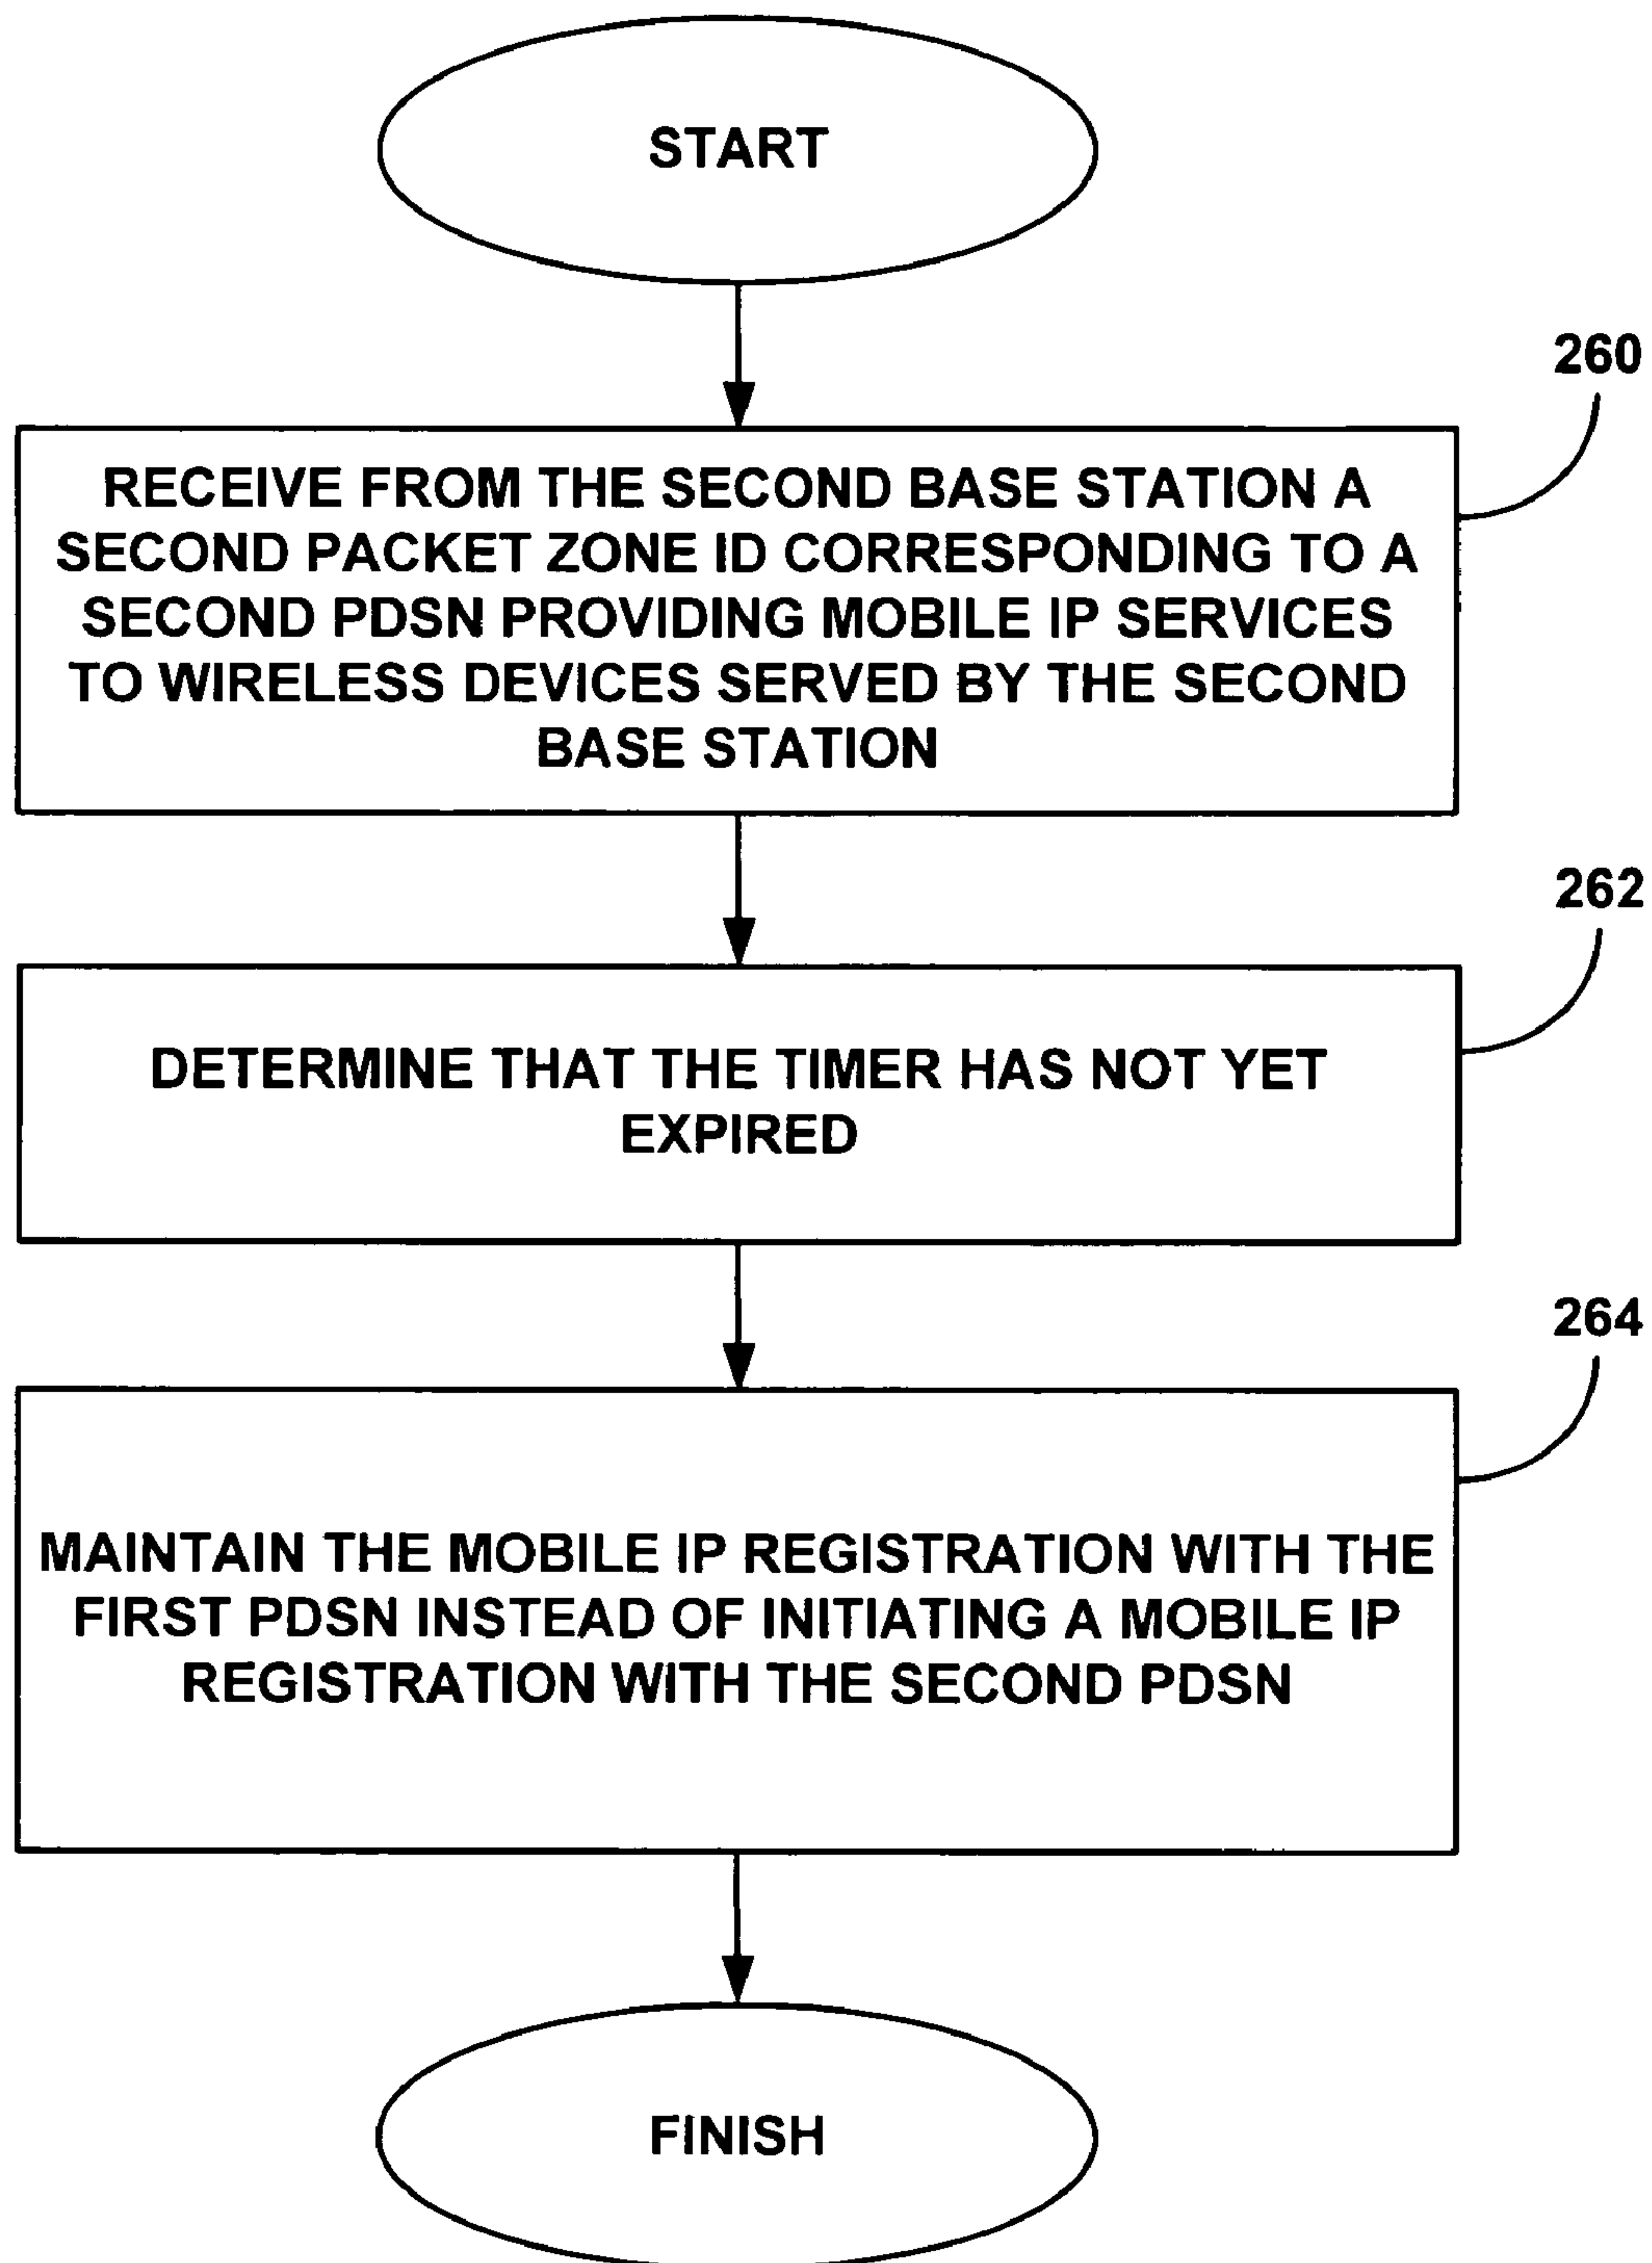 START
260
RECEIVE FROM THE SECOND BASE STATION A
SECOND PACKET ZONE ID CORRESPONDING TO A
SECOND PDSN PROVIDING MOBILE IP SERVICES
TO WIRELESS DEVICES SERVED BY THE SECOND
BASE STATION
262
DETERMINE THAT THE TIMER HAS NOT YET
EXPIRED
264
MAINTAIN THE MOBILE IP REGISTRATION WITH THE
FIRST PDSN INSTEAD OF INITIATING A MOBILE IP
REGISTRATION WITH THE SECOND PDSN
FINISH